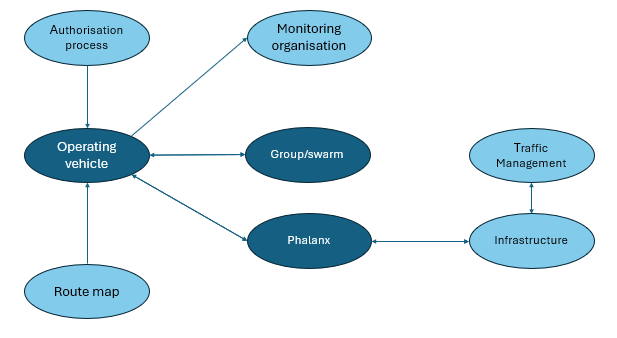 Authorisation
process
Monitoring
organisation
Operating
vehicle
Group/swarm
Traffic
Management
Phalanx
Infrastructure
Route map